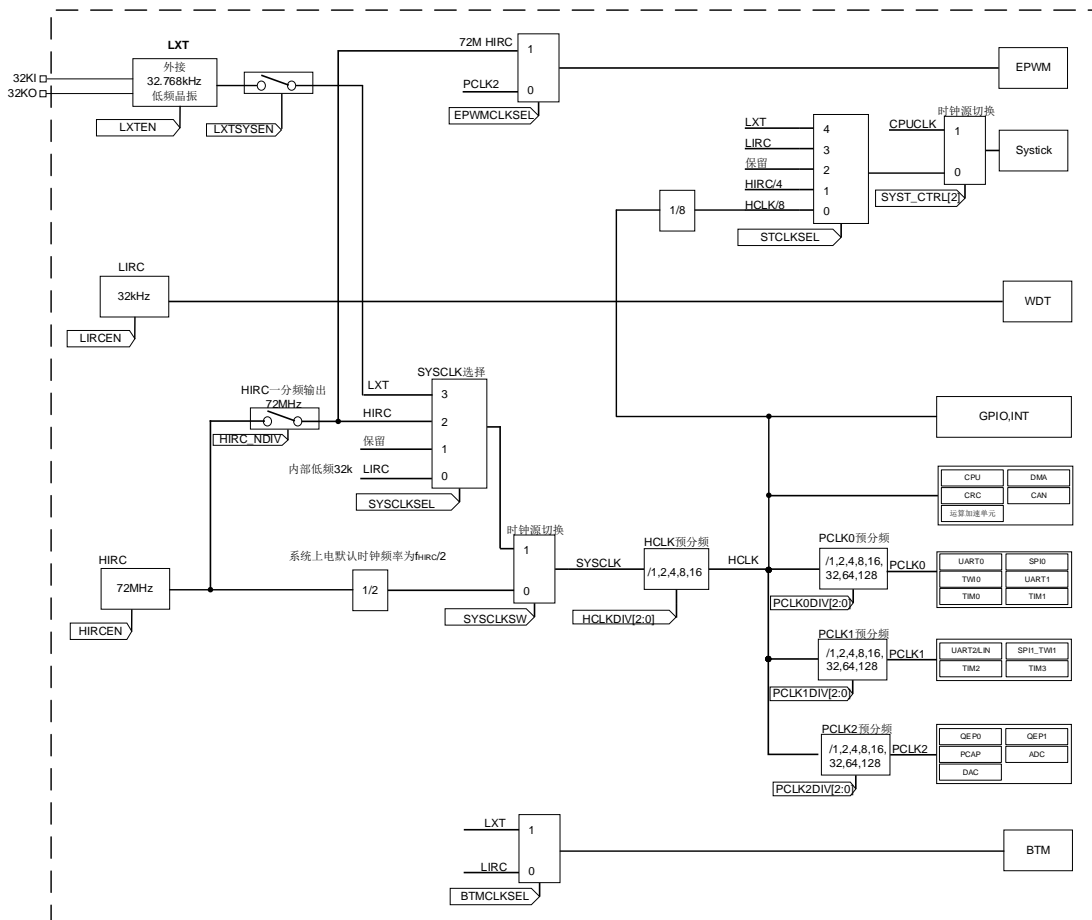 LXT
外接
32.768kHz
低频晶振
32KI
32KO
LXTEN
LXTSYSEN
72M HIRC
1
PCLK2
0
EPWMCLKSEL
EPWM
LXT
4
LIRC
3
保留
2
HIRC/4
1
HCLK/8
0
STCLKSEL
1/8
时钟源切换
CPUCLK
1
0
SYST_CTRL[2]
Systick
LIRC
32kHz
LIRCEN
WDT
SYSCLK选择
LXT
3
HIRC
2
保留
1
内部低频32k
LIRC
0
SYSCLKSEL
HIRC一分频输出
72MHz
HIRC_NDIV
GPIO,INT
CPU
DMA
CRC
CAN
运算加速单元
HIRC
72MHz
HIRCEN
系统上电默认时钟频率为fHIRC/2
1/2
时钟源切换
1
0
SYSCLKSW
SYSCLK
HCLK预分频
/1,2,4,8,16
HCLKDIV[2:0]
HCLK
PCLK0预分频
/1,2,4,8,16,
32,64,128
PCLK0DIV[2:0]
PCLK0
UART0
SPI0
TWI0
UART1
TIM0
TIM1
PCLK1预分频
/1,2,4,8,16,
32,64,128
PCLK1DIV[2:0]
PCLK1
UART2/LIN
SPI1_TWI1
TIM2
TIM3
PCLK2预分频
/1,2,4,8,16,
32,64,128
PCLK2DIV[2:0]
PCLK2
QEP0
QEP1
PCAP
ADC
DAC
LXT
1
LIRC
0
BTMCLKSEL
BTM